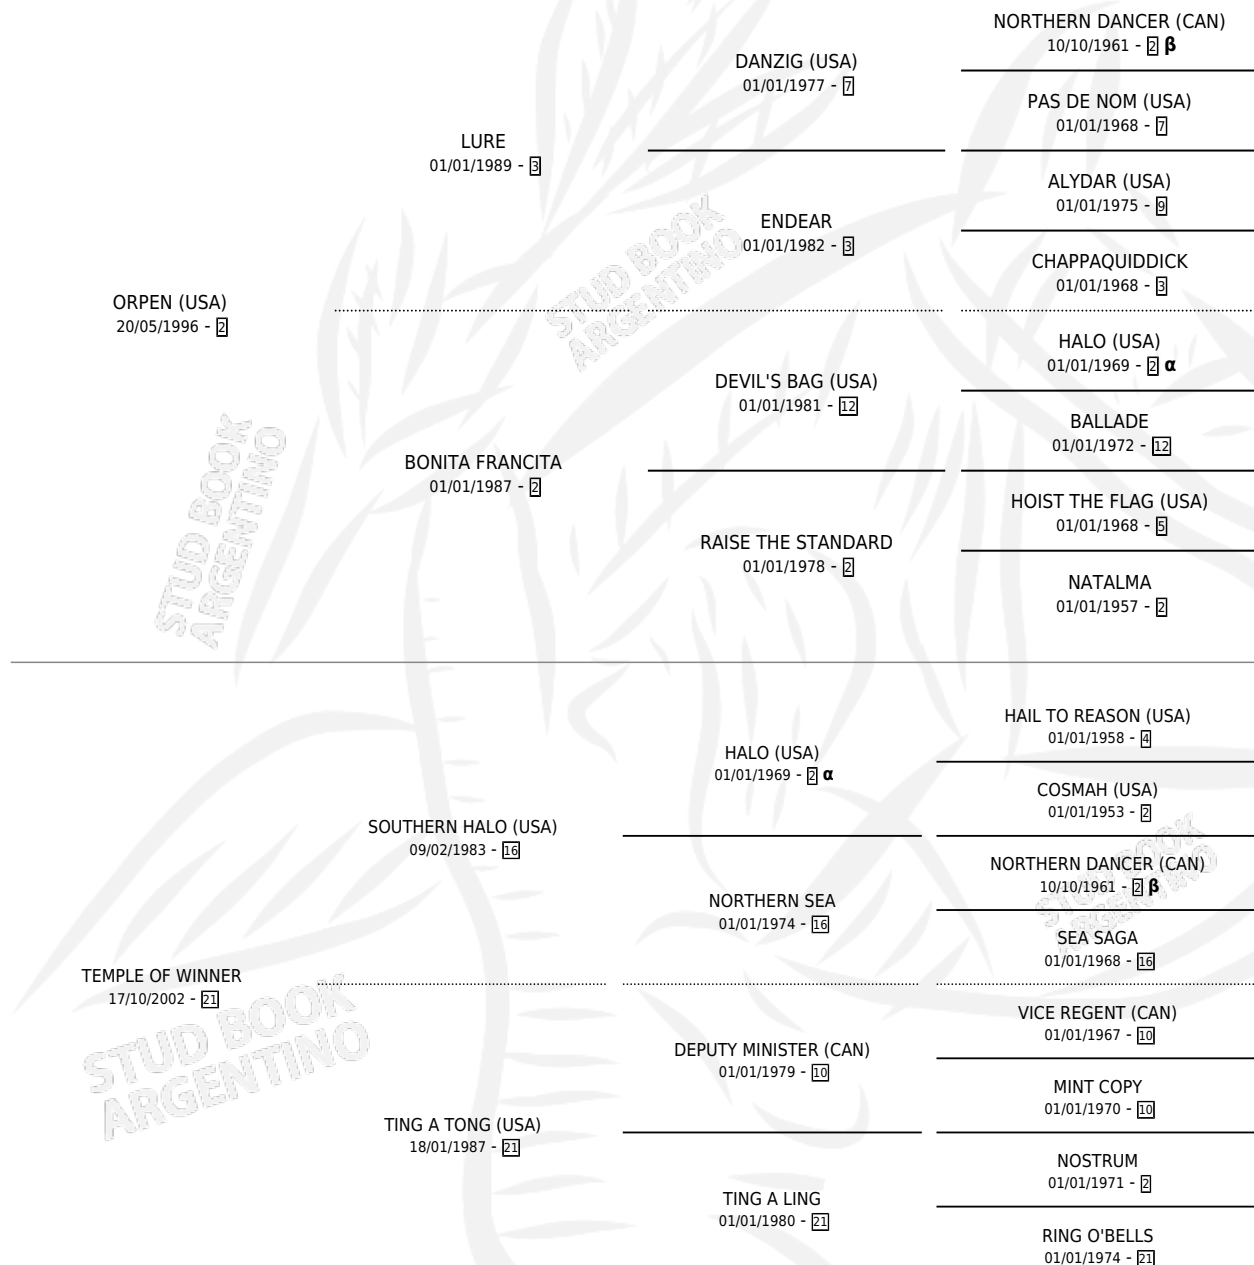 NORTHERN DANCER (CAN)
10/10/1961 - 2 β
DANZIG (USA)
01/01/1977 - 7
PAS DE NOM (USA)
01/01/1968 - 7
LURE
01/01/1989 - 3
ALYDAR (USA)
01/01/1975 - 9
ENDEAR
01/01/1982 - 3
CHAPPAQUIDDICK
01/01/1968 - 3
ORPEN (USA)
20/05/1996 - 2
HALO (USA)
01/01/1969 - 2 α
DEVIL'S BAG (USA)
01/01/1981 - 12
BALLADE
01/01/1972 - 12
BONITA FRANCITA
01/01/1987 - 2
HOIST THE FLAG (USA)
01/01/1968 - 5
RAISE THE STANDARD
01/01/1978 - 2
NATALMA
01/01/1957 - 2
HAIL TO REASON (USA)
01/01/1958 - 4
HALO (USA)
01/01/1969 - 2 α
COSMAH (USA)
01/01/1953 - 2
SOUTHERN HALO (USA)
09/02/1983 - 16
NORTHERN DANCER (CAN)
10/10/1961 - 2 β
NORTHERN SEA
01/01/1974 - 16
SEA SAGA
01/01/1968 - 16
TEMPLE OF WINNER
17/10/2002 - 21
VICE REGENT (CAN)
01/01/1967 - 10
DEPUTY MINISTER (CAN)
01/01/1979 - 10
MINT COPY
01/01/1970 - 10
TING A TONG (USA)
18/01/1987 - 21
NOSTRUM
01/01/1971 - 2
TING A LING
01/01/1980 - 21
RING O'BELLS
01/01/1974 - 21
STUD BOOK
ARGENTINO
STUD BOOK
ARGENTINO
STUD BOOK
ARGENTINO
STUD BOOK
ARGENTINO